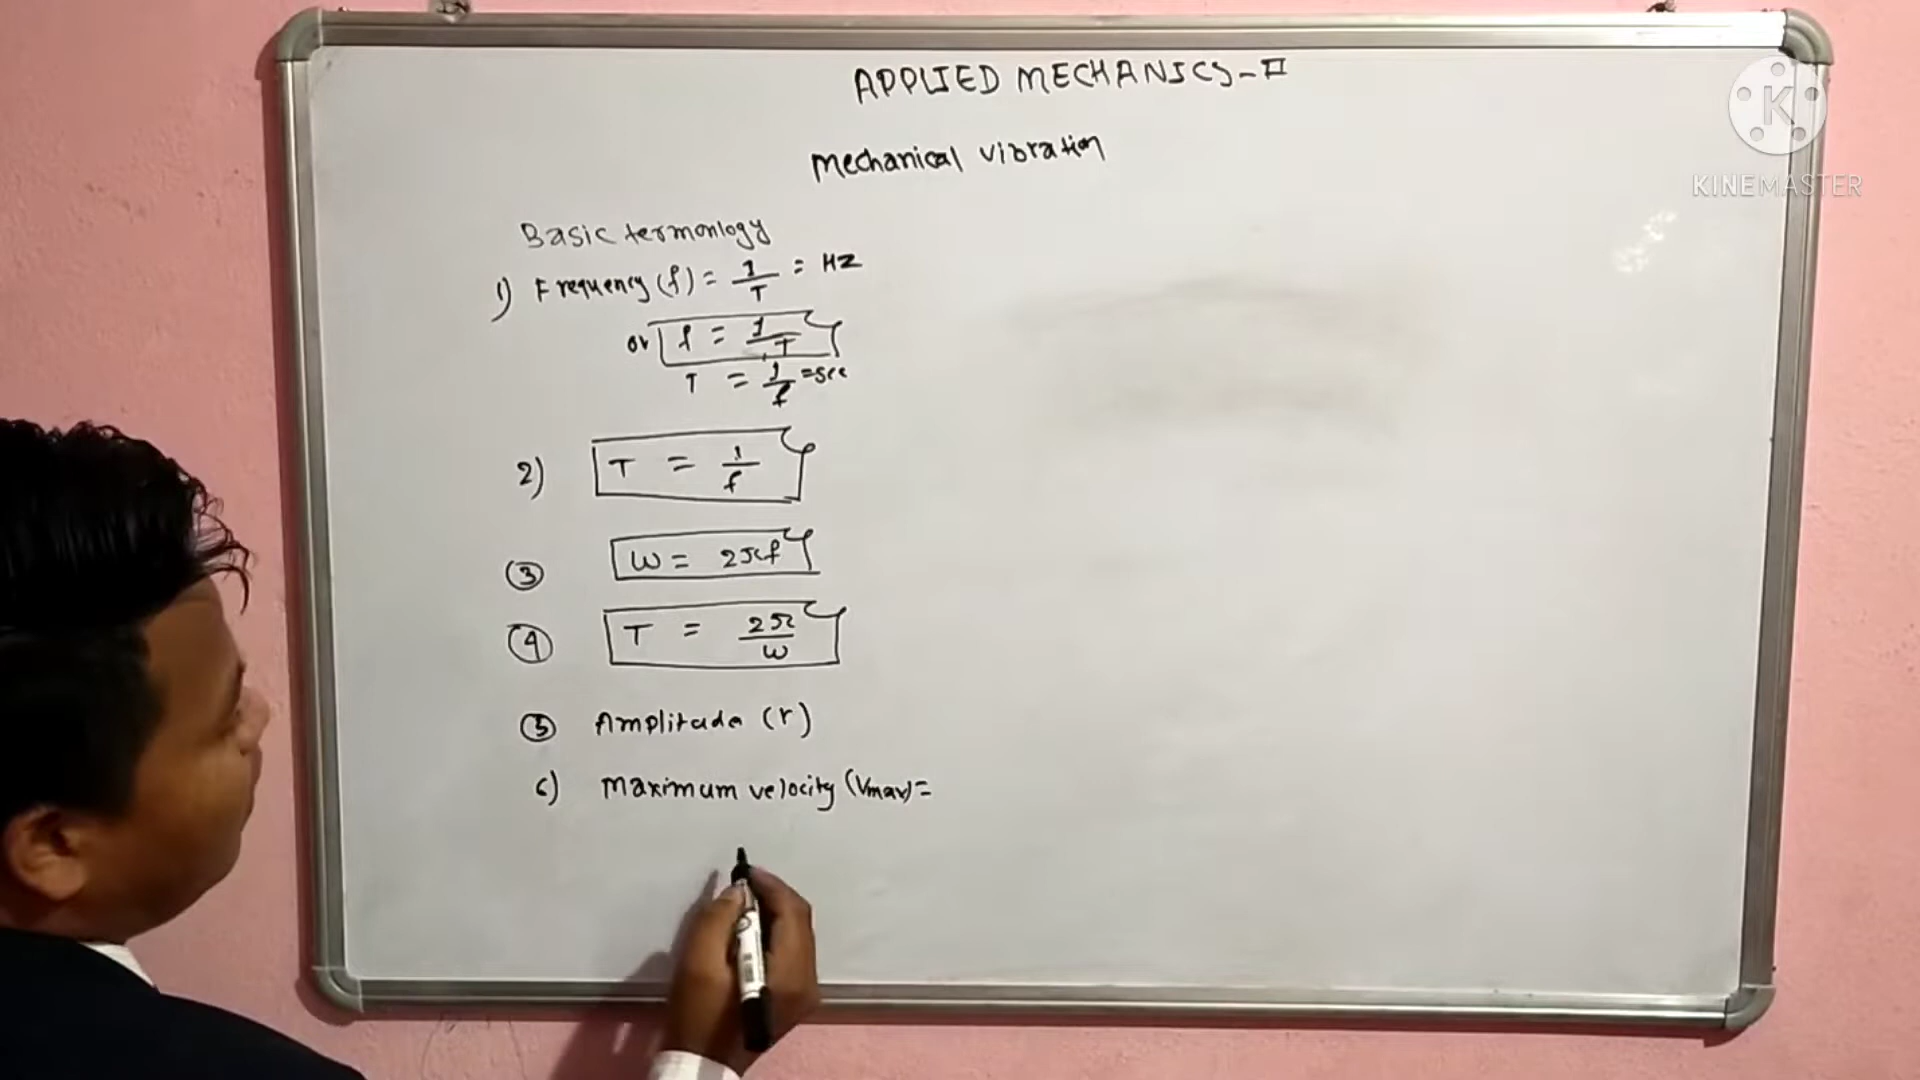 APPLIED MECHANICS-II
KINEMASTER
Mechanical vibration
Basic termonlogy
1) Frequency (f) = 1/T = HZ
or f = 1/T
T = 1/f = sec
2) T = 1/f
③ ω = 2πf
④ T = 2π/ω
⑤ Amplitude (r)
6) Maximum velocity (Vmax) =